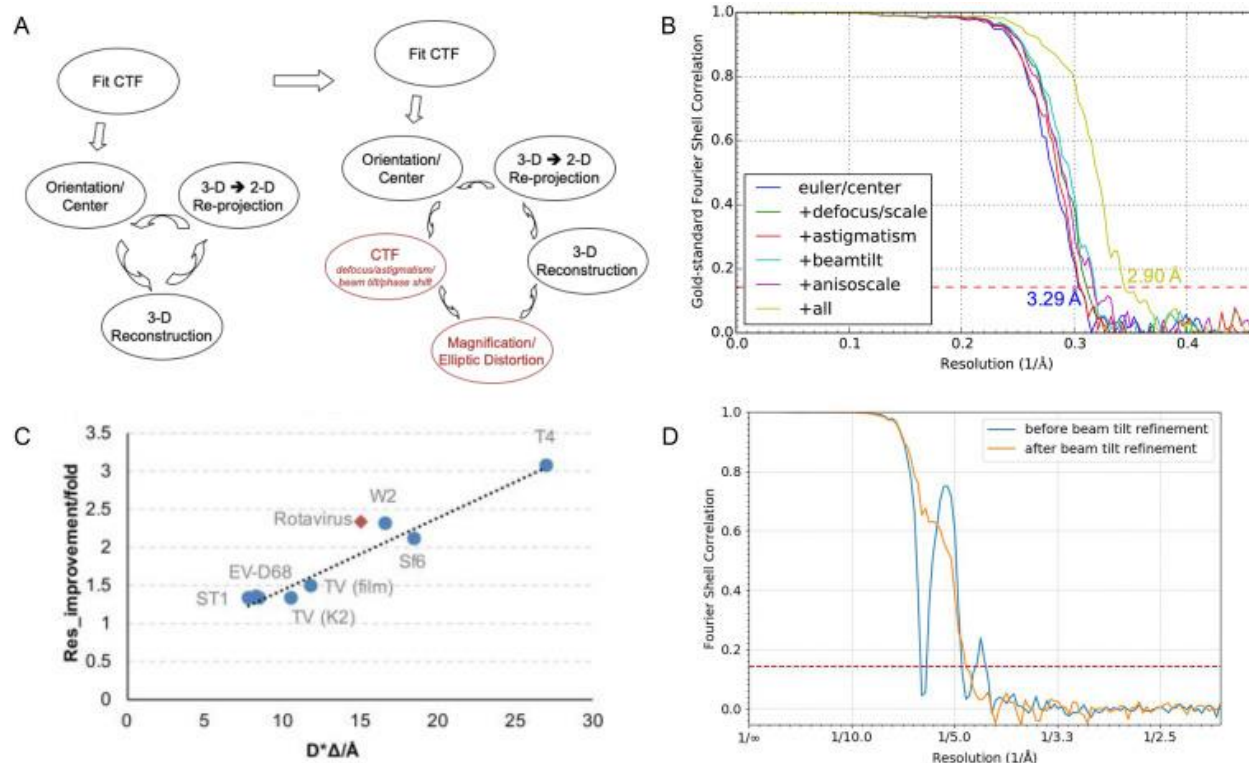 A
Fit CTF
Orientation/
Center
3-D ➔ 2-D
Re-projection
3-D
Reconstruction
Fit CTF
Orientation/
Center
3-D ➔ 2-D
Re-projection
CTF
defocus/astigmatism/
beam tilt/phase shift
3-D
Reconstruction
Magnification/
Elliptic Distortion
B
Gold-standard Fourier Shell Correlation
1.0
0.8
0.6
0.4
0.2
0.0
euler/center
+defocus/scale
+astigmatism
+beamtilt
+anisoscale
+all
3.29 Å
2.90 Å
0.0
0.1
0.2
0.3
0.4
Resolution (1/Å)
C
Res_improvement/fold
3.5
3
2.5
2
1.5
1
0.5
0
T4
W2
Rotavirus
Sf6
EV-D68
TV (film)
ST1
TV (K2)
0
5
10
15
20
25
30
D*Δ/Å
D
Fourier Shell Correlation
1.0
0.8
0.6
0.4
0.2
0.0
before beam tilt refinement
after beam tilt refinement
1/∞
1/10.0
1/5.0
1/3.3
1/2.5
Resolution (1/Å)